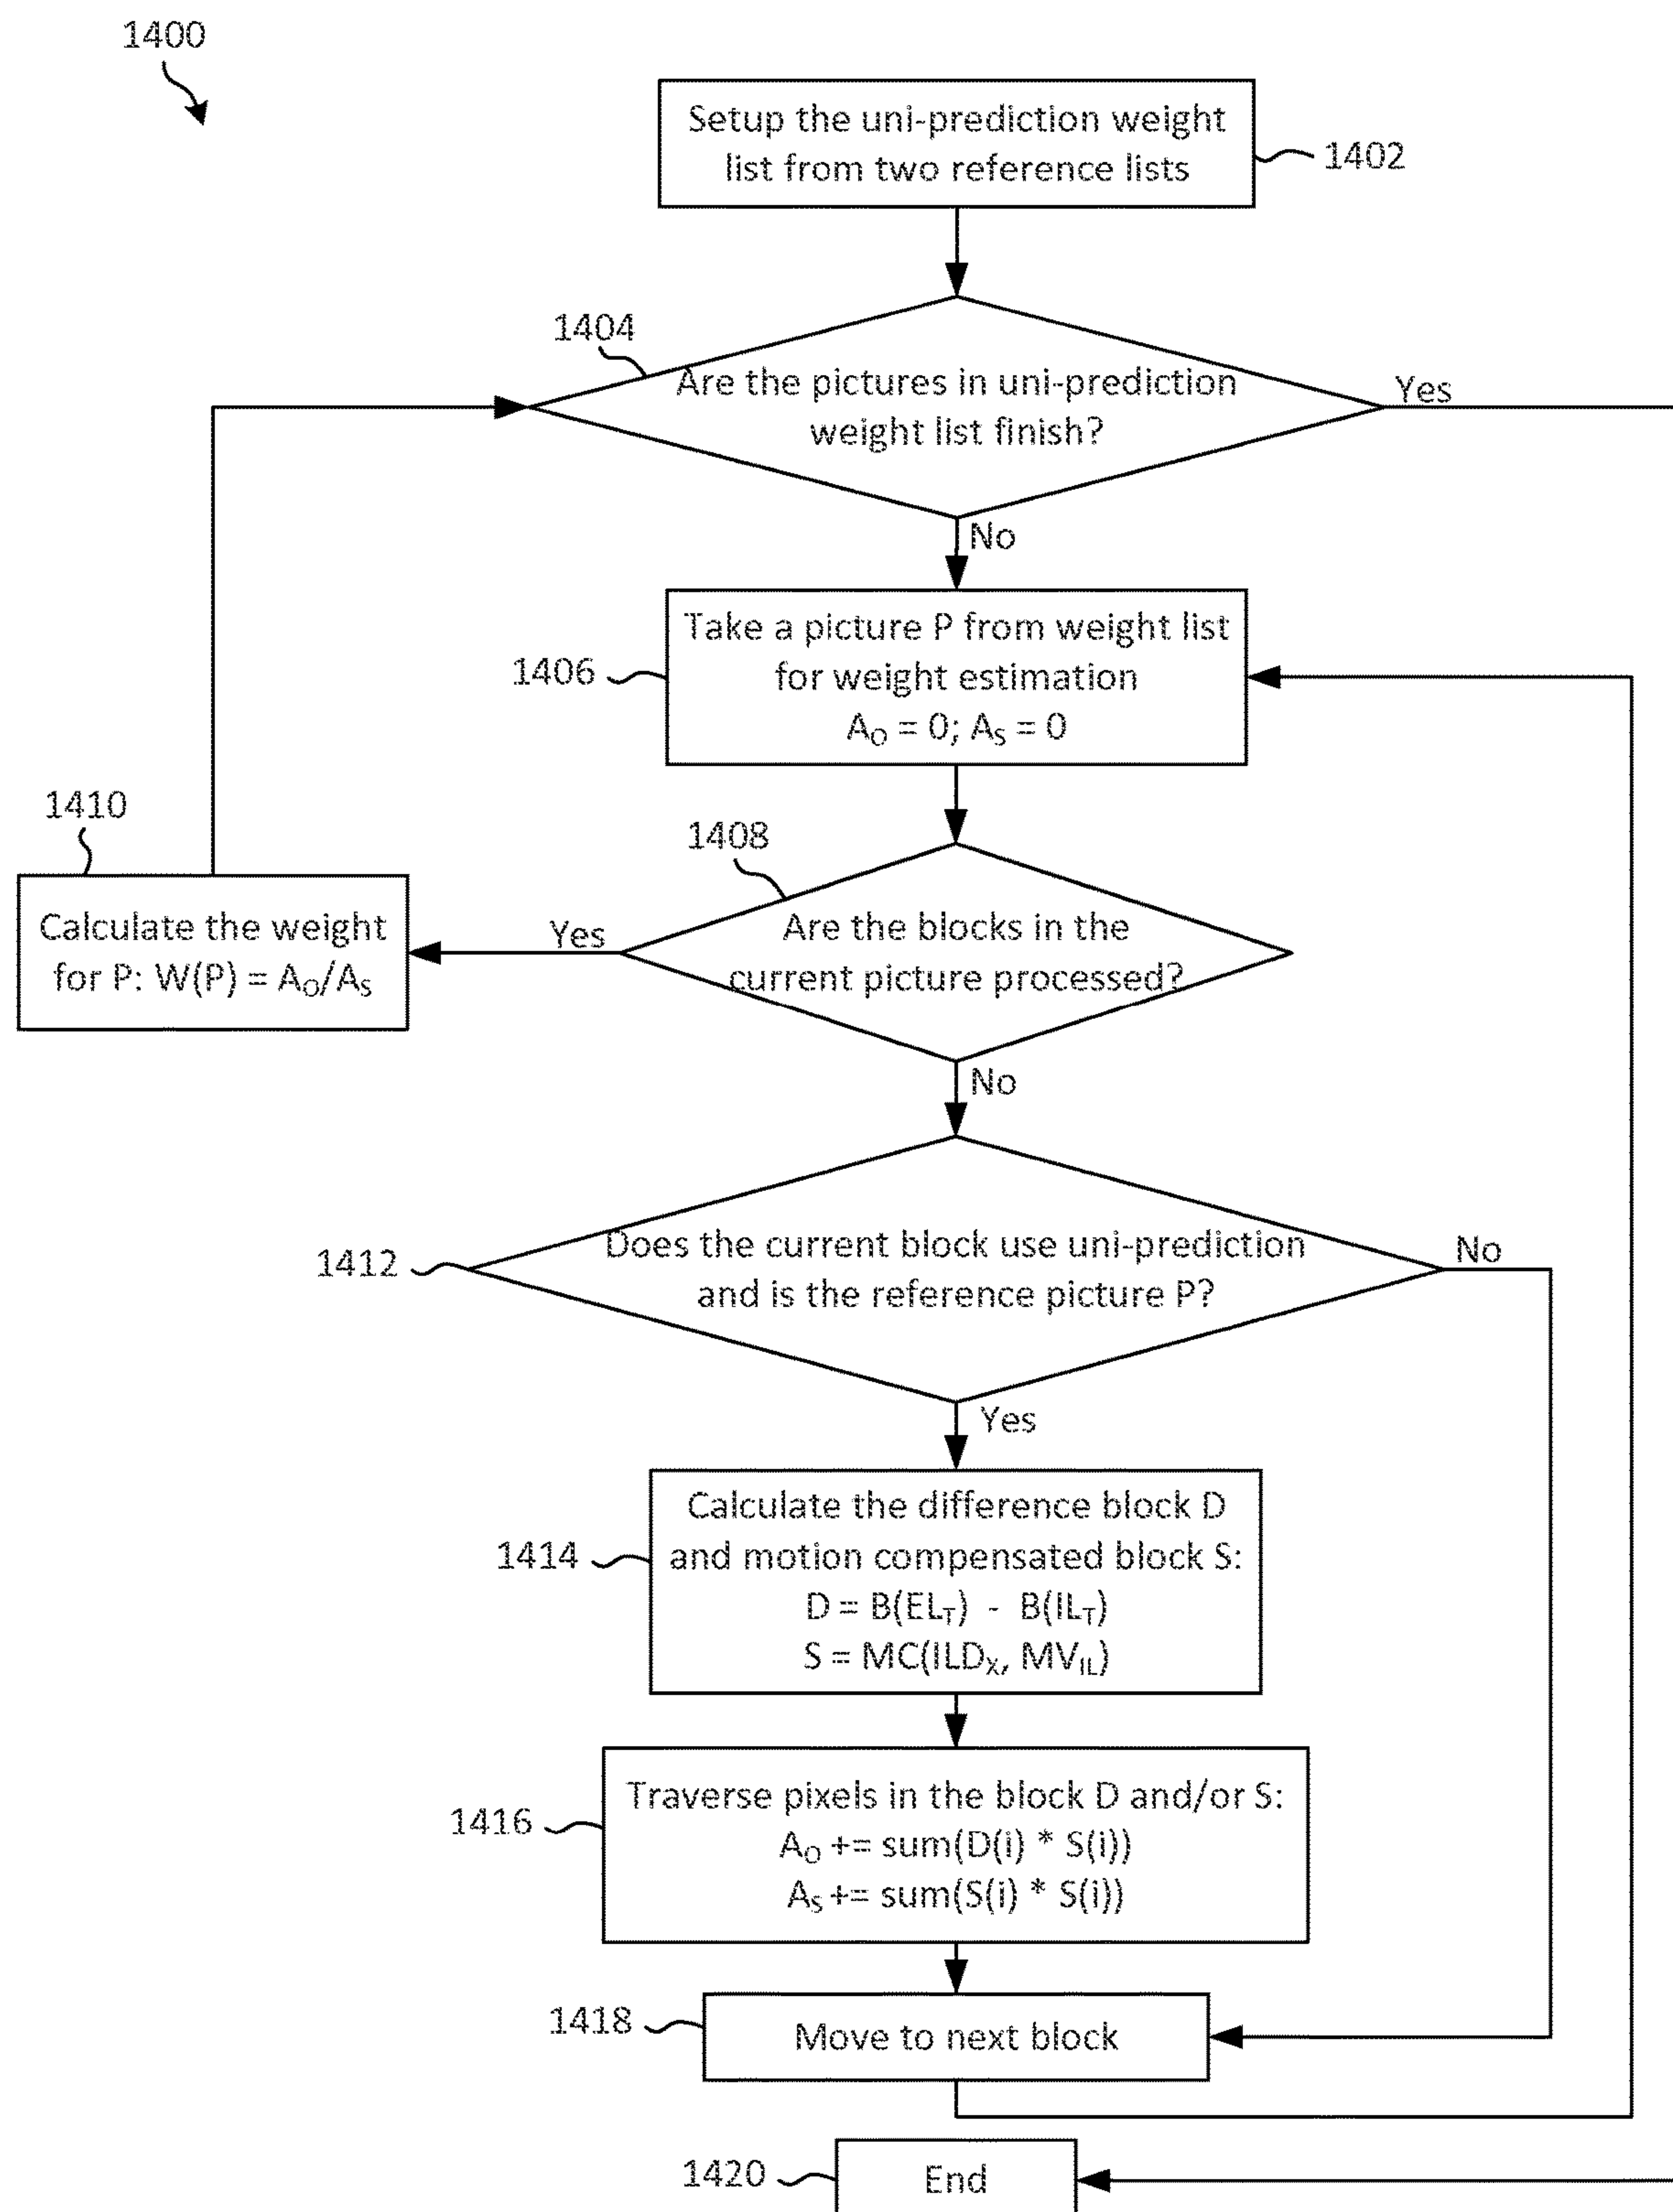 1400
Setup the uni-prediction weight
list from two reference lists
1402
1404
Are the pictures in uni-prediction
weight list finish?
Yes
No
Take a picture P from weight list
for weight estimation
A_O = 0; A_S = 0
1406
1410
Calculate the weight
for P: W(P) = A_O/A_S
1408
Yes
Are the blocks in the
current picture processed?
No
1412
Does the current block use uni-prediction
and is the reference picture P?
No
Yes
1414
Calculate the difference block D
and motion compensated block S:
D = B(EL_T) - B(IL_T)
S = MC(ILD_X, MV_IL)
1416
Traverse pixels in the block D and/or S:
A_O += sum(D(i) * S(i))
A_S += sum(S(i) * S(i))
1418
Move to next block
1420
End